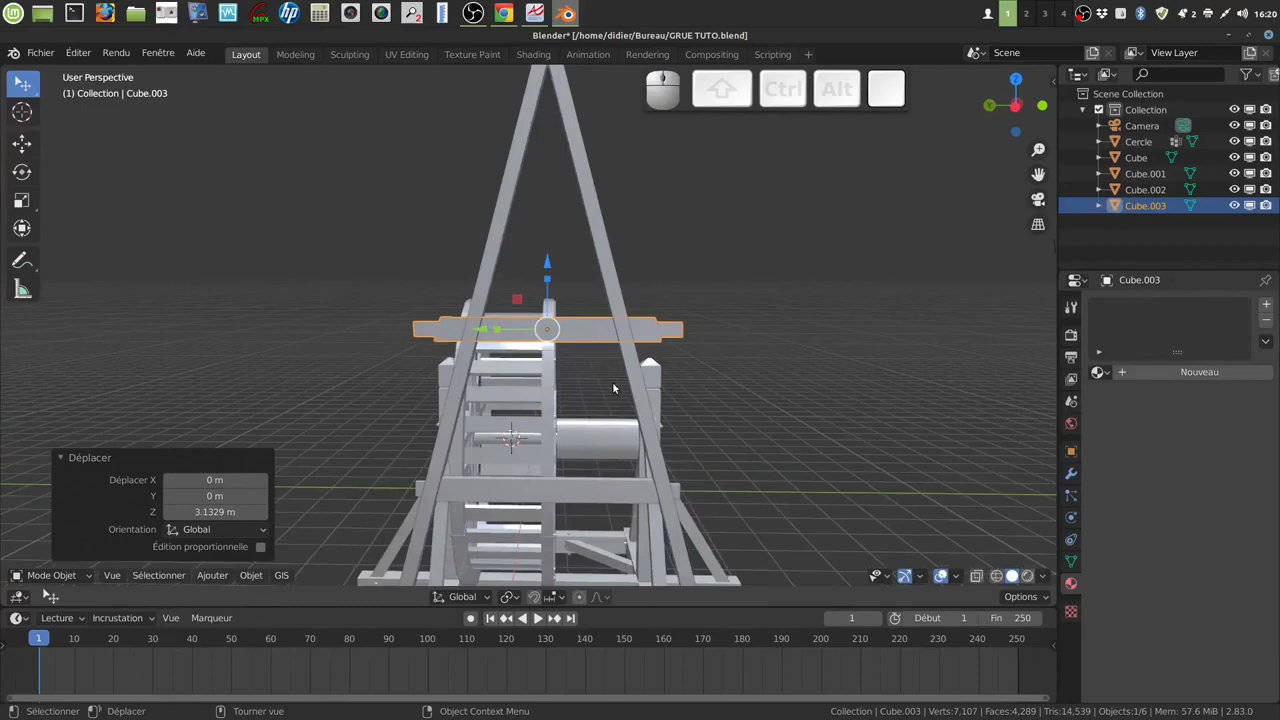 MPX
1
2
3
4
16:20
Blender* [/home/didier/Bureau/GRUE TUTO.blend]
Fichier Éditer Rendu Fenêtre Aide
Layout Modeling Sculpting UV Editing Texture Paint Shading Animation Rendering Compositing Scripting +
Scene
View Layer
User Perspective
(1) Collection | Cube.003
Ctrl
Alt
Z
Y
Scene Collection
Collection
Camera
Cercle
Cube
Cube.001
Cube.002
Cube.003
Cube.003
Nouveau
Déplacer
Déplacer X 0 m
Y 0 m
Z 3.1329 m
Orientation Global
Édition proportionnelle
Mode Objet Vue Sélectionner Ajouter Objet GIS
Global
Options
Lecture Incrustation Vue Marqueur
1
Début 1
Fin 250
1 10 20 30 40 50 60 70 80 90 100 110 120 130 140 150 160 170 180 190 200 210 220 230 240 250
Sélectionner Déplacer Tourner vue Object Context Menu
Collection | Cube.003 | Verts:7,107 | Faces:4,289 | Tris:14,539 | Objects:1/6 | Mem: 57.6 MiB | 2.83.0